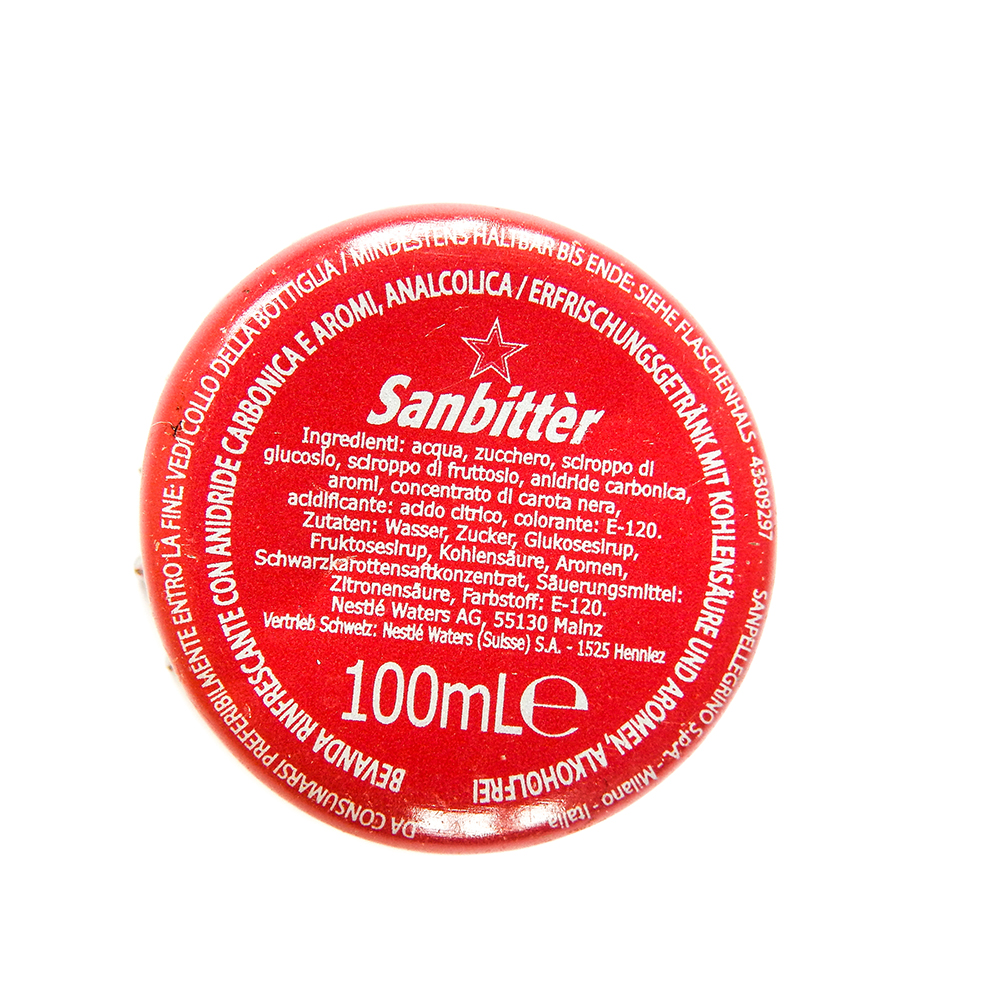 DA CONSUMARSI PREFERIBILMENTE ENTRO LA FINE: VEDI COLLO DELLA BOTTIGLIA / MINDESTENS HALTBAR BIS ENDE: SIEHE FLASCHENHALS - 43309297
SANPELLEGRINO S.p.A. - Milano - Italia
BEVANDA RINFRESCANTE CON ANIDRIDE CARBONICA E AROMI, ANALCOLICA / ERFRISCHUNGSGETRÄNK MIT KOHLENSÄURE UND AROMEN, ALKOHOLFREI
Sanbittèr
Ingredienti: acqua, zucchero, sciroppo di
glucosio, sciroppo di fruttosio, anidride carbonica,
aromi, concentrato di carota nera,
acidificante: acido citrico, colorante: E-120.
Zutaten: Wasser, Zucker, Glukosesirup,
Fruktosesirup, Kohlensäure, Aromen,
Schwarzkarottensaftkonzentrat, Säuerungsmittel:
Zitronensäure, Farbstoff: E-120.
Nestlé Waters AG, 55130 Mainz
Vertrieb Schweiz: Nestlé Waters (Suisse) S.A. - 1525 Henniez
100mL℮